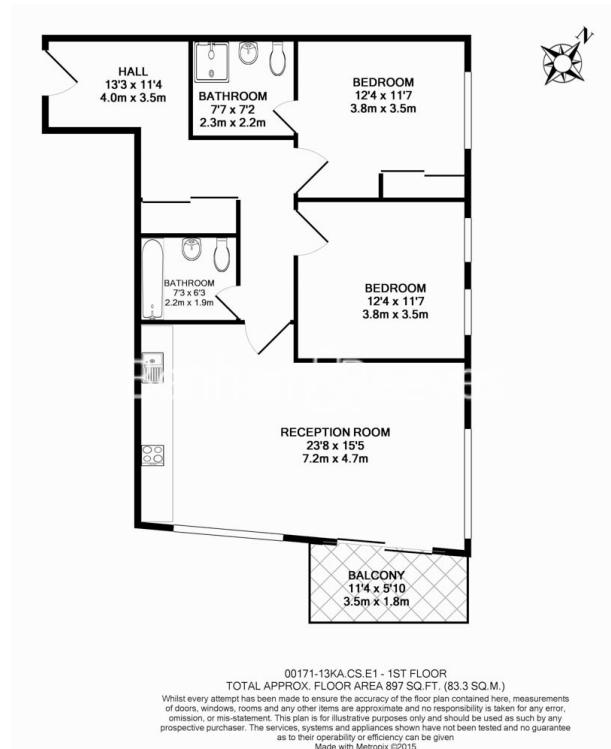 N
HALL
13'3 x 11'4
4.0m x 3.5m
BATHROOM
7'7 x 7'2
2.3m x 2.2m
BEDROOM
12'4 x 11'7
3.8m x 3.5m
BATHROOM
7'3 x 6'3
2.2m x 1.9m
BEDROOM
12'4 x 11'7
3.8m x 3.5m
RECEPTION ROOM
23'8 x 15'5
7.2m x 4.7m
BALCONY
11'4 x 5'10
3.5m x 1.8m
00171-13KA.CS.E1 - 1ST FLOOR
TOTAL APPROX. FLOOR AREA 897 SQ.FT. (83.3 SQ.M.)
Whilst every attempt has been made to ensure the accuracy of the floor plan contained here, measurements
of doors, windows, rooms and any other items are approximate and no responsibility is taken for any error,
omission, or mis-statement. This plan is for illustrative purposes only and should be used as such by any
prospective purchaser. The services, systems and appliances shown have not been tested and no guarantee
as to their operability or efficiency can be given
Made with Metropix ©2015